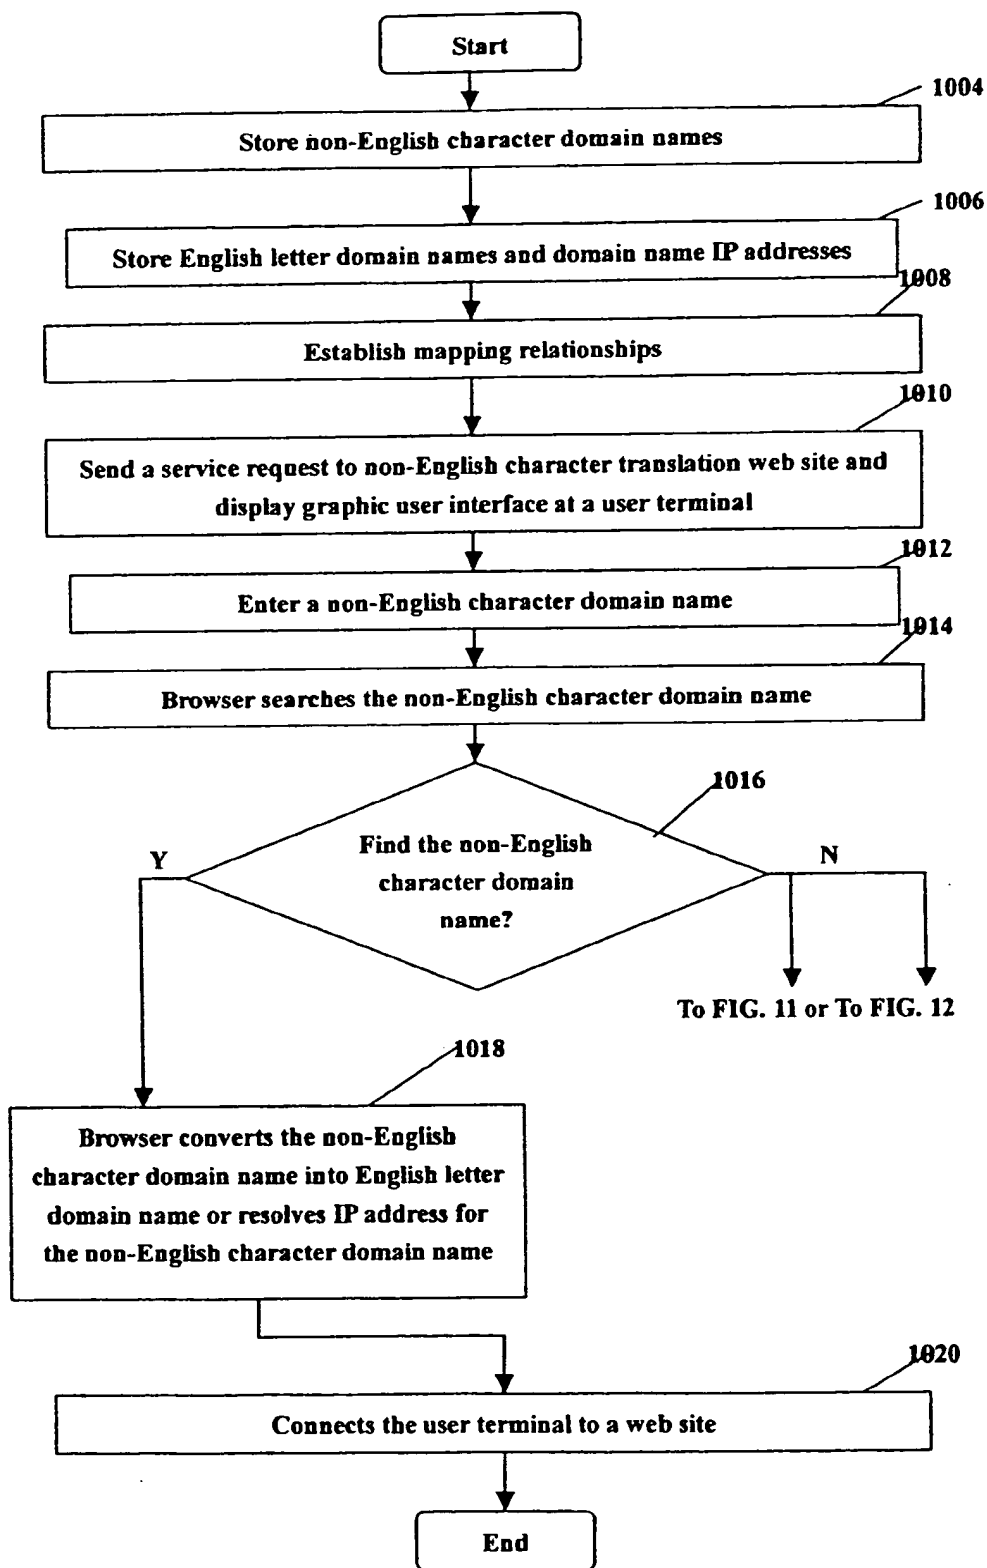 Start
1004
Store non-English character domain names
1006
Store English letter domain names and domain name IP addresses
1008
Establish mapping relationships
1010
Send a service request to non-English character translation web site and
display graphic user interface at a user terminal
1012
Enter a non-English character domain name
1014
Browser searches the non-English character domain name
1016
Find the non-English
character domain
name?
Y
N
To FIG. 11 or To FIG. 12
1018
Browser converts the non-English
character domain name into English letter
domain name or resolves IP address for
the non-English character domain name
1020
Connects the user terminal to a web site
End